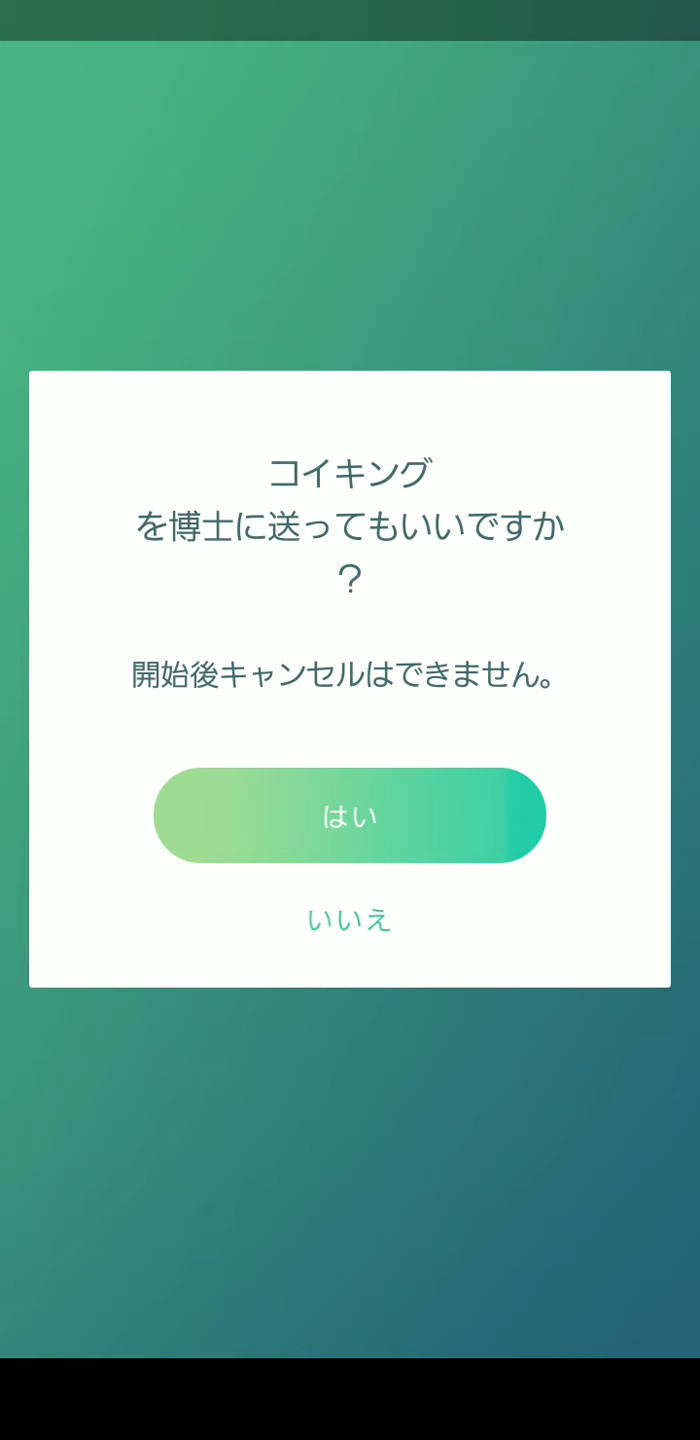 コイキング
を博士に送ってもいいですか
？
開始後キャンセルはできません。
はい
いいえ